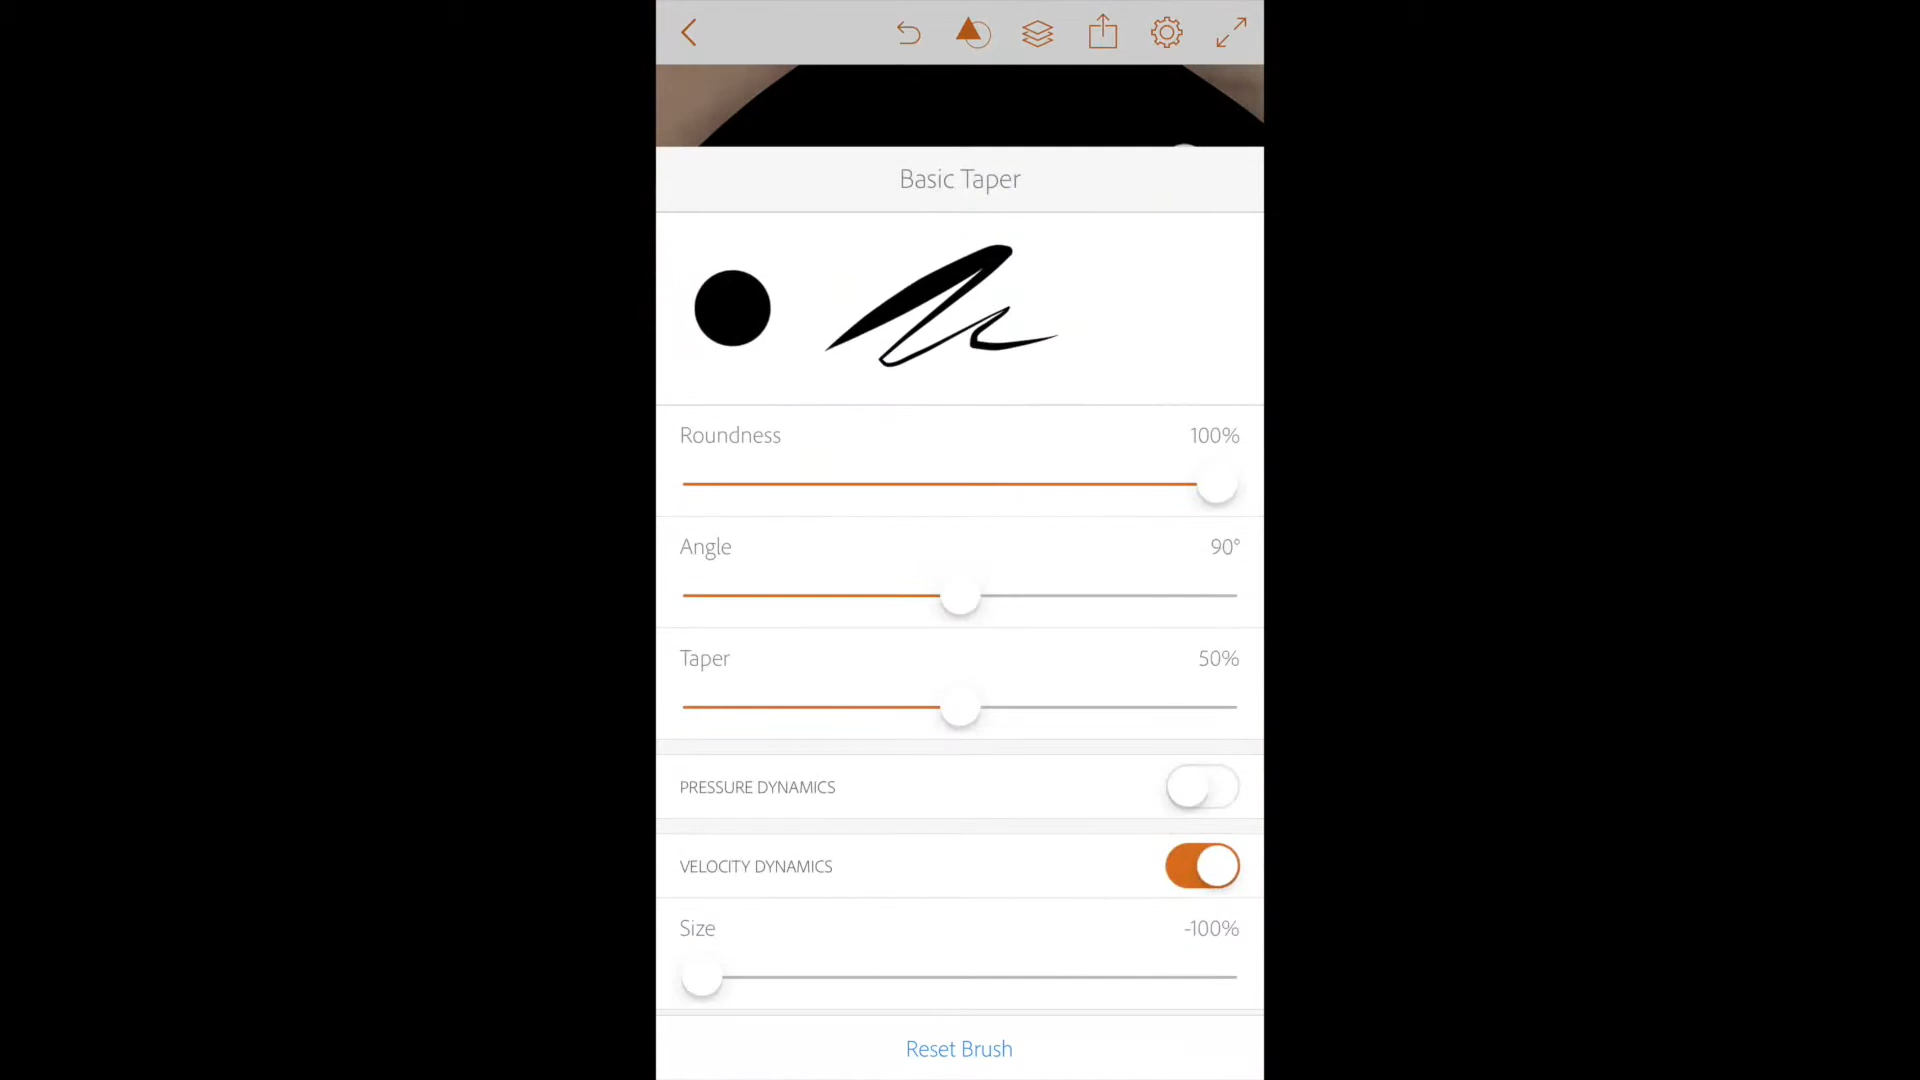 Basic Taper
Roundness 100%
Angle 90°
Taper 50%
PRESSURE DYNAMICS
VELOCITY DYNAMICS
Size -100%
Reset Brush